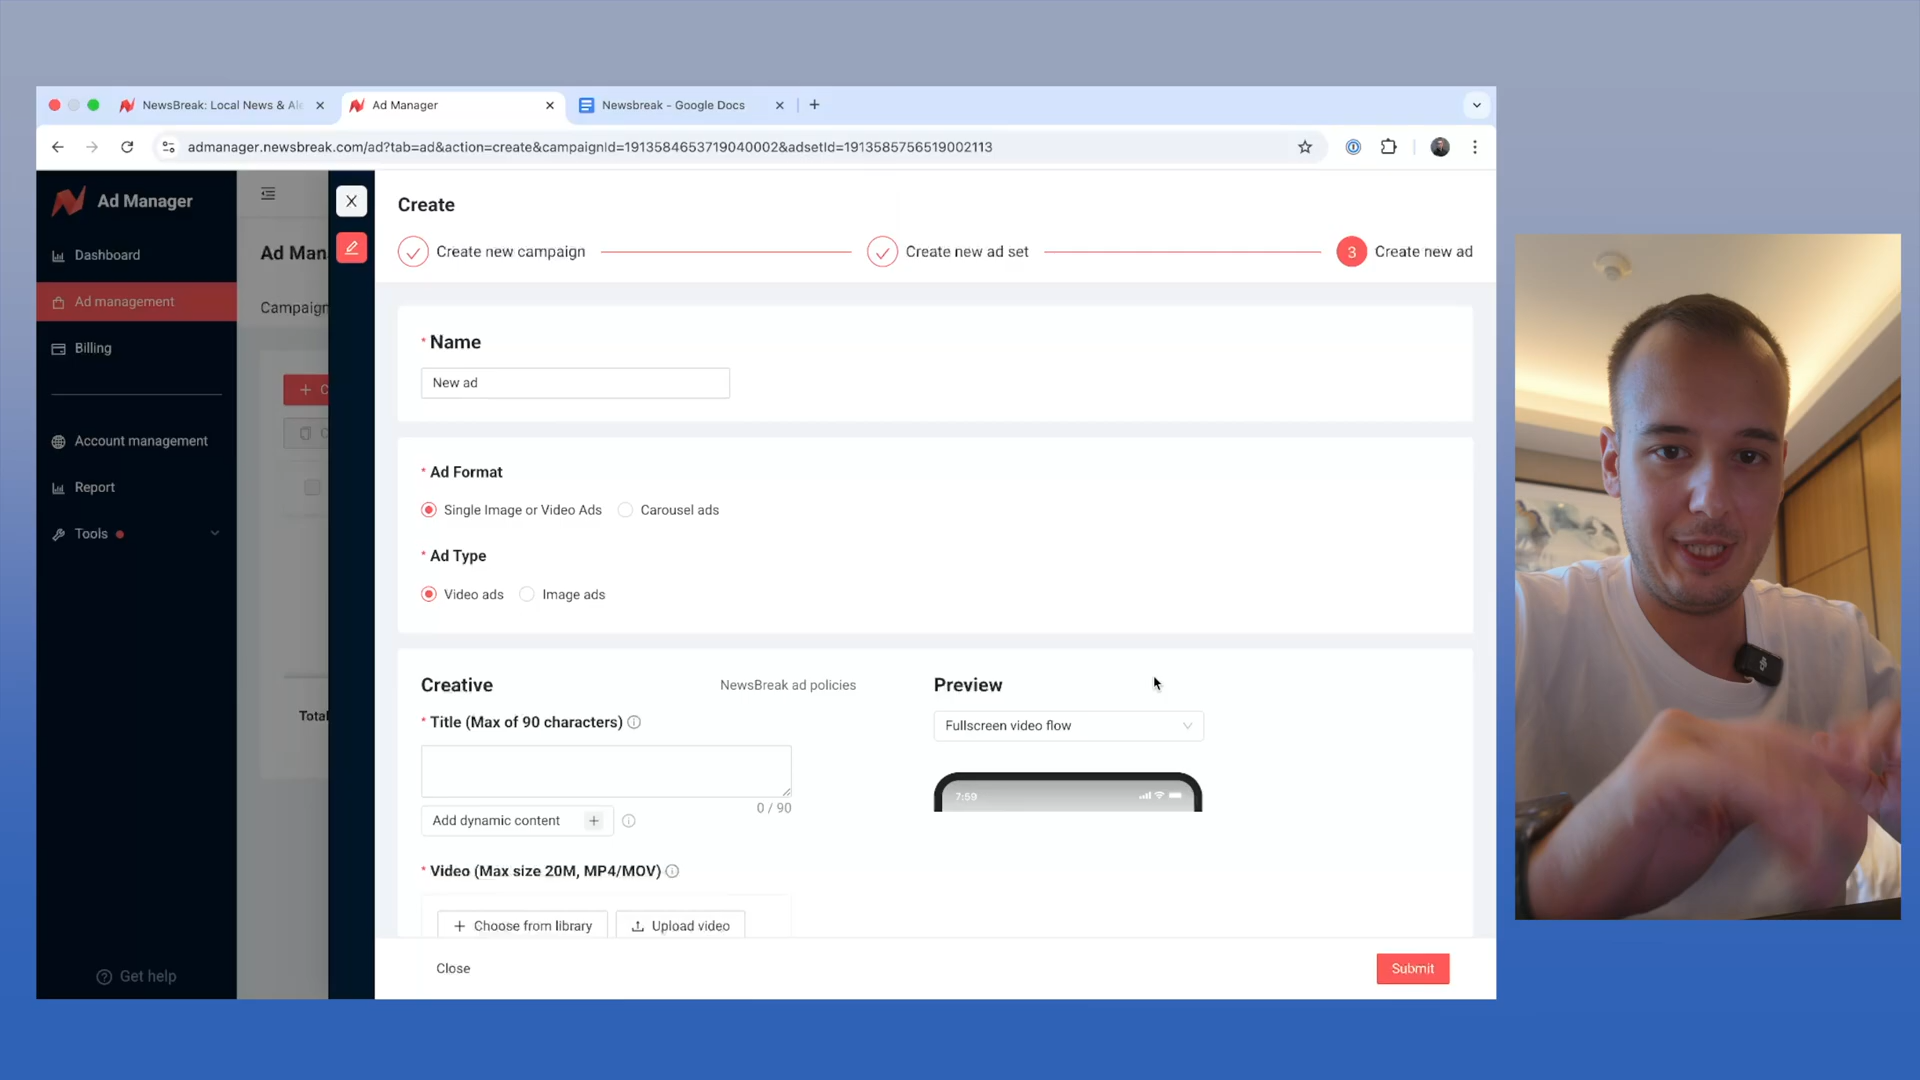 NewsBreak: Local News & Ale
Ad Manager
Newsbreak - Google Docs
admanager.newsbreak.com/ad?tab=ad&action=create&campaignId=1913584653719040002&adsetId=1913585756519002113
Ad Manager
Dashboard
Ad management
Billing
Account management
Report
Tools
Get help
Ad Man
Campaign
+ C
C
Total
Create
Create new campaign
Create new ad set
3 Create new ad
* Name
New ad
* Ad Format
Single Image or Video Ads
Carousel ads
* Ad Type
Video ads
Image ads
Creative
NewsBreak ad policies
* Title (Max of 90 characters)
0 / 90
Add dynamic content +
* Video (Max size 20M, MP4/MOV)
+ Choose from library
Upload video
Preview
Fullscreen video flow
7:59
Close
Submit